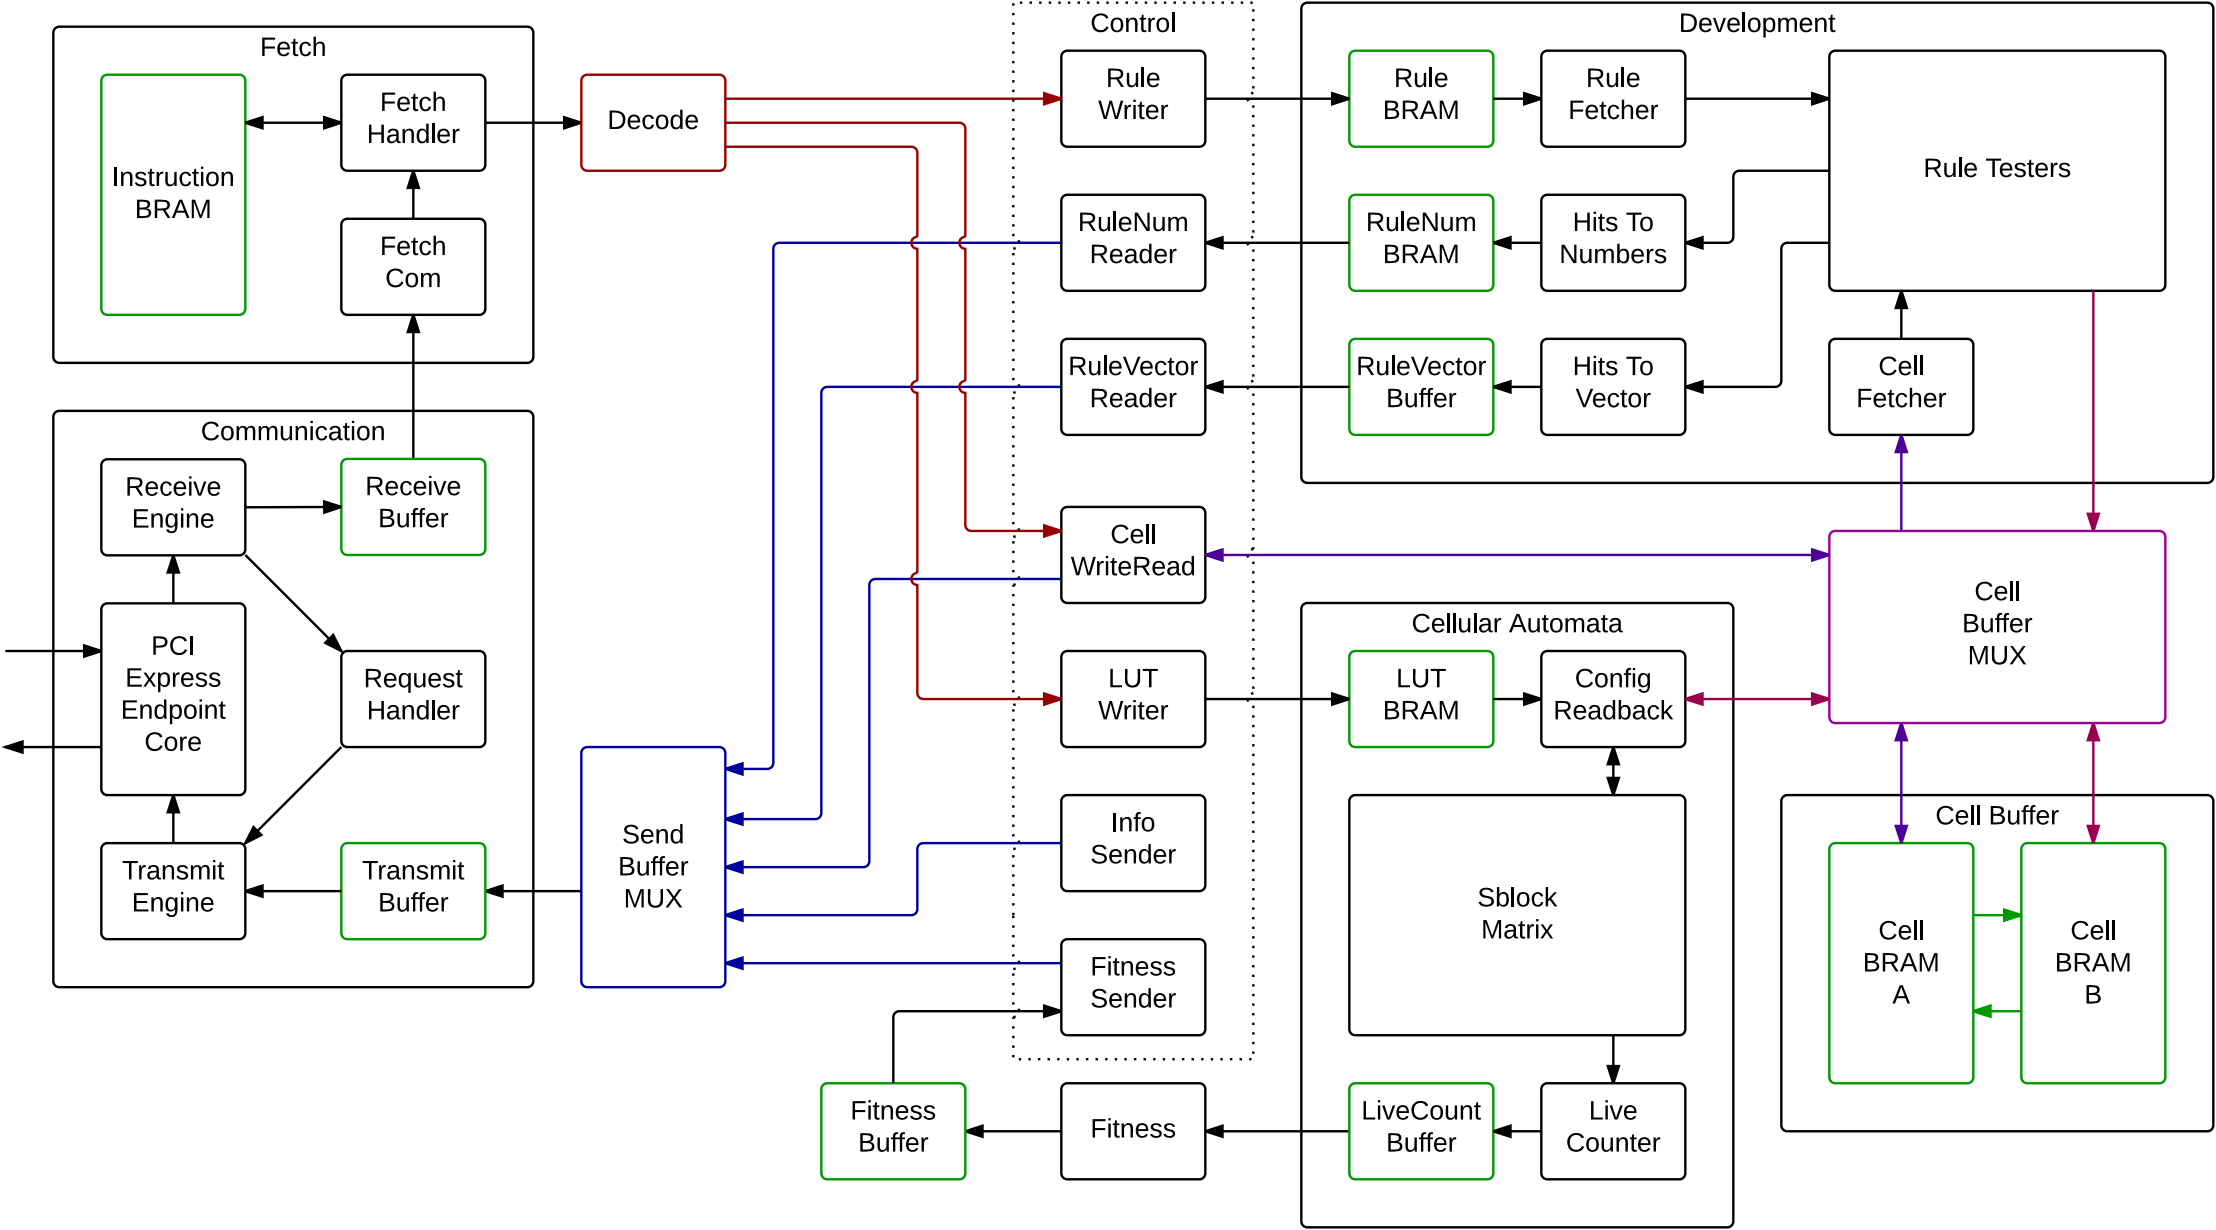 Fetch
Instruction
BRAM
Fetch
Handler
Fetch
Com
Decode
Communication
Receive
Engine
Receive
Buffer
PCI
Express
Endpoint
Core
Request
Handler
Transmit
Engine
Transmit
Buffer
Send
Buffer
MUX
Control
Rule
Writer
RuleNum
Reader
RuleVector
Reader
Cell
WriteRead
LUT
Writer
Info
Sender
Fitness
Sender
Fitness
Buffer
Fitness
Development
Rule
BRAM
Rule
Fetcher
Rule Testers
RuleNum
BRAM
Hits To
Numbers
RuleVector
Buffer
Hits To
Vector
Cell
Fetcher
Cellular Automata
LUT
BRAM
Config
Readback
Sblock
Matrix
LiveCount
Buffer
Live
Counter
Cell
Buffer
MUX
Cell Buffer
Cell
BRAM
A
Cell
BRAM
B